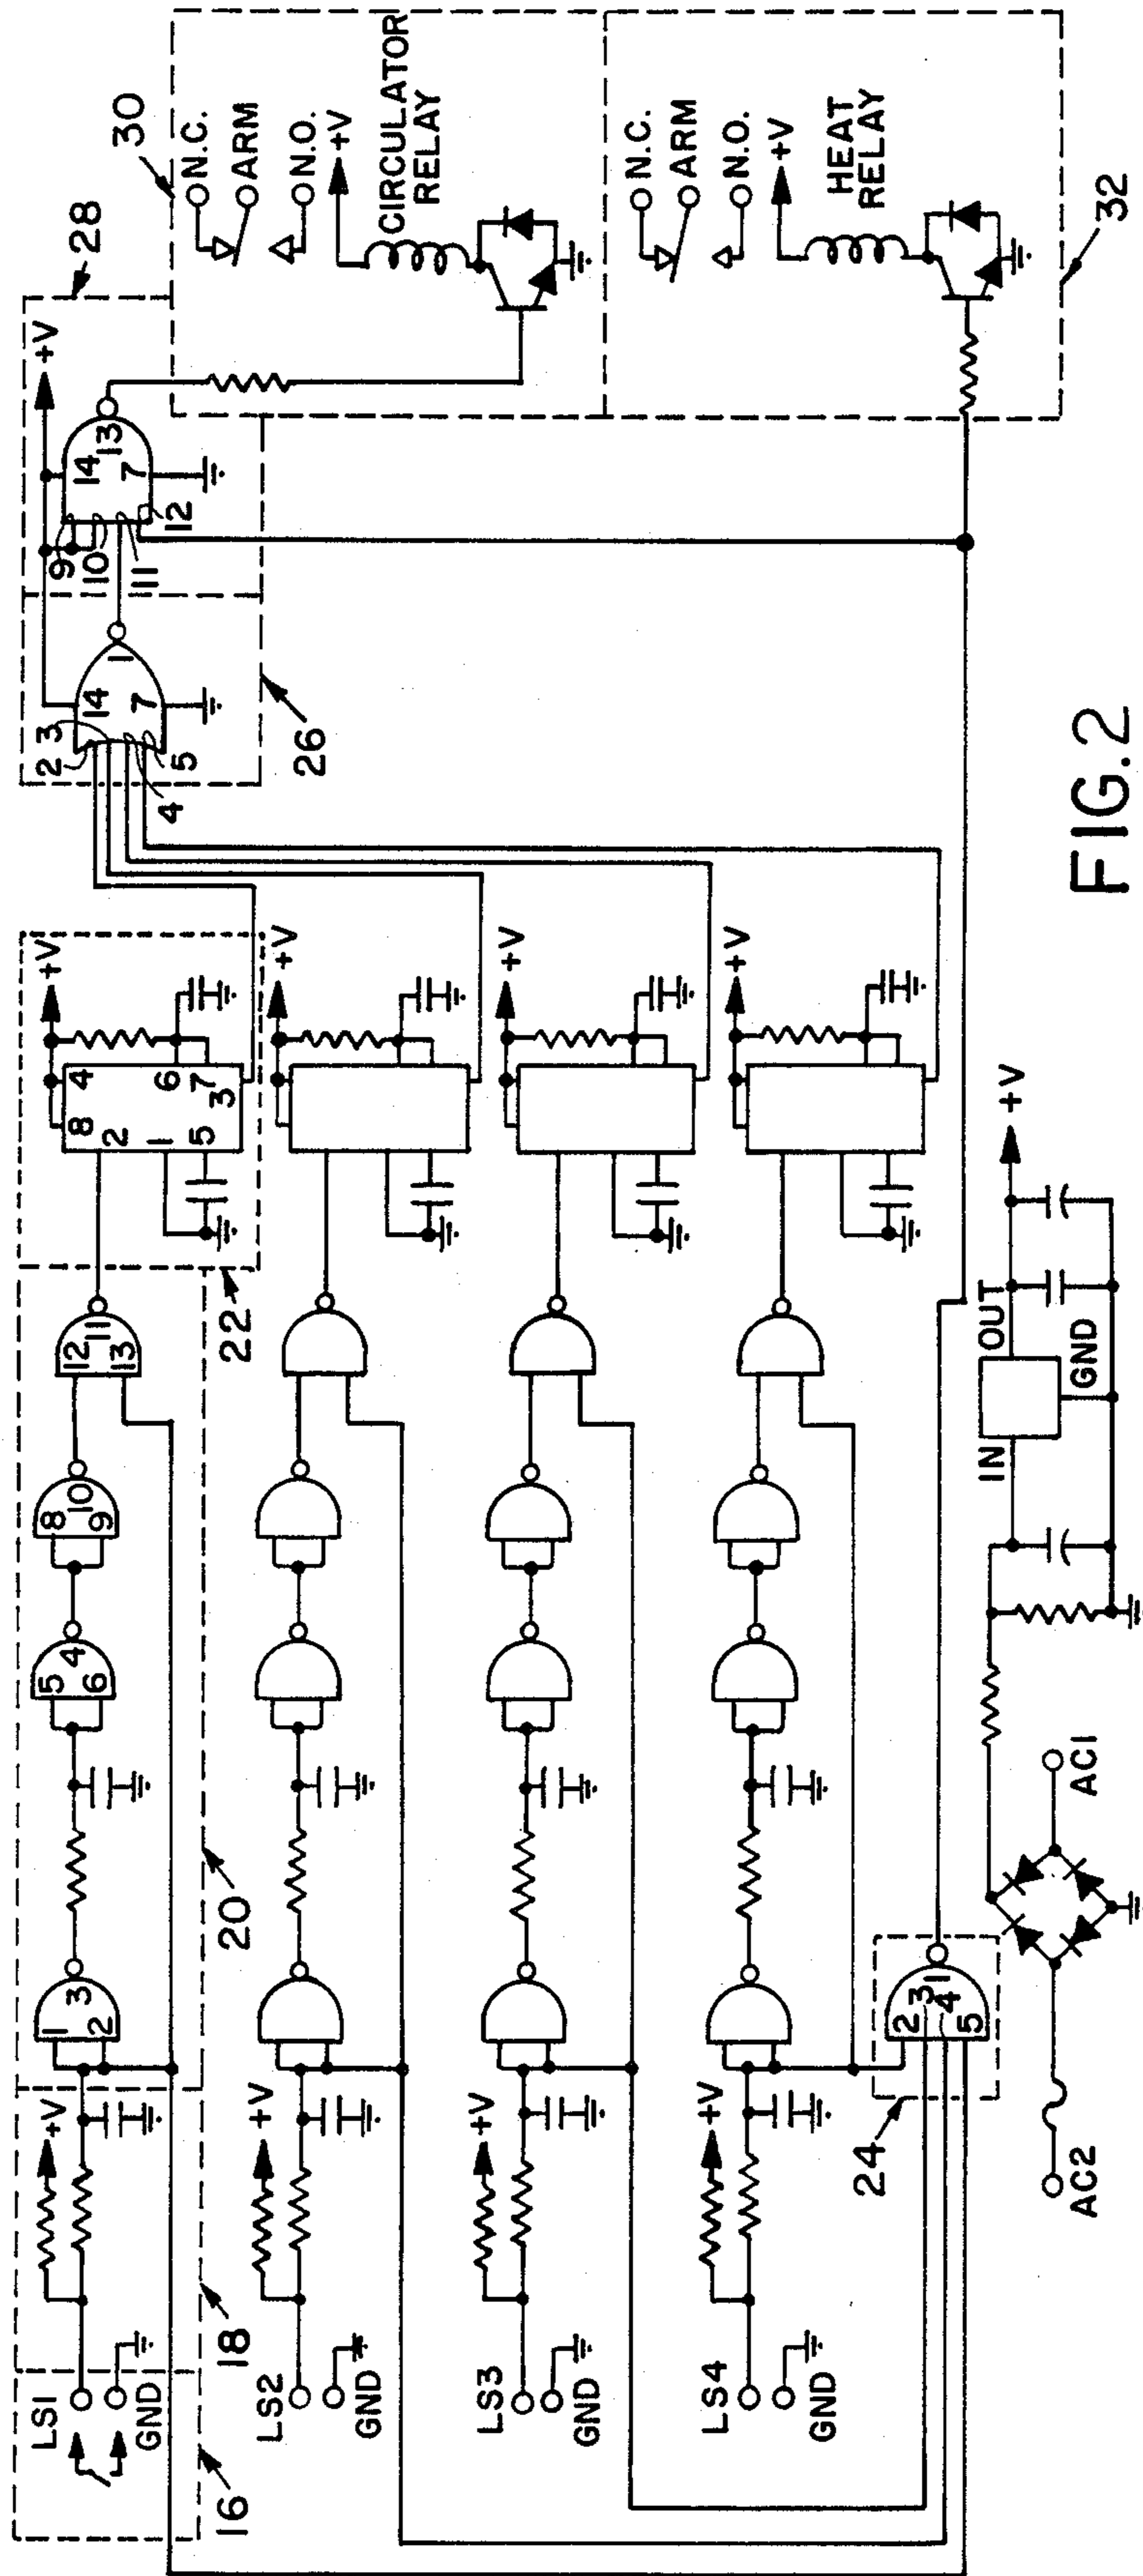 LS1
GND
16
+V
18
1
2
3
20
5
6
4
8
9
10
12
13
11
22
8
4
2
1
5
6
7
3
+V
2
3
4
5
14
7
1
26
+V
9
10
11
12
14
7
13
28
30
N.C.
ARM
N.O.
+V
CIRCULATOR
RELAY
LS2
GND
+V
+V
LS3
GND
+V
+V
LS4
GND
+V
+V
24
2
3
4
5
1
N.C.
ARM
N.O.
+V
HEAT
RELAY
32
AC2
AC1
IN
OUT
GND
+V
FIG.2